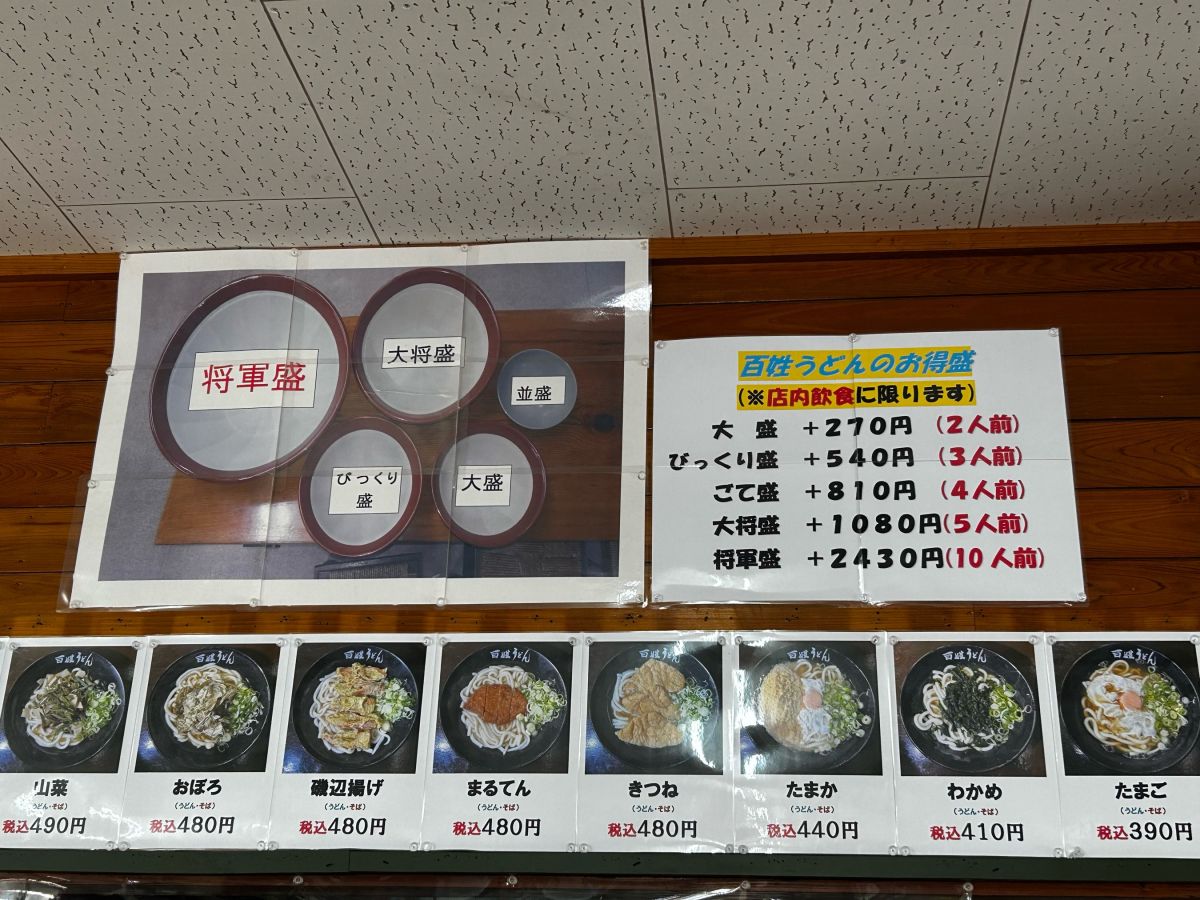 将軍盛
大将盛
並盛
びっくり
盛
大盛
百姓うどんのお得盛
(※店内飲食に限ります)
大 盛 +270円 (2人前)
びっくり盛 +540円 (3人前)
ごて盛 +810円 (4人前)
大将盛 +1080円(5人前)
将軍盛 +2430円(10人前)
百姓うどん
山菜
(うどん・そば)
税込490円
百姓うどん
おぼろ
(うどん・そば)
税込480円
百姓うどん
磯辺揚げ
(うどん・そば)
税込480円
百姓うどん
まるてん
(うどん・そば)
税込480円
百姓うどん
きつね
(うどん・そば)
税込480円
百姓うどん
たまか
(うどん・そば)
税込440円
百姓うどん
わかめ
(うどん・そば)
税込410円
百姓うどん
たまご
(うどん・そば)
税込390円